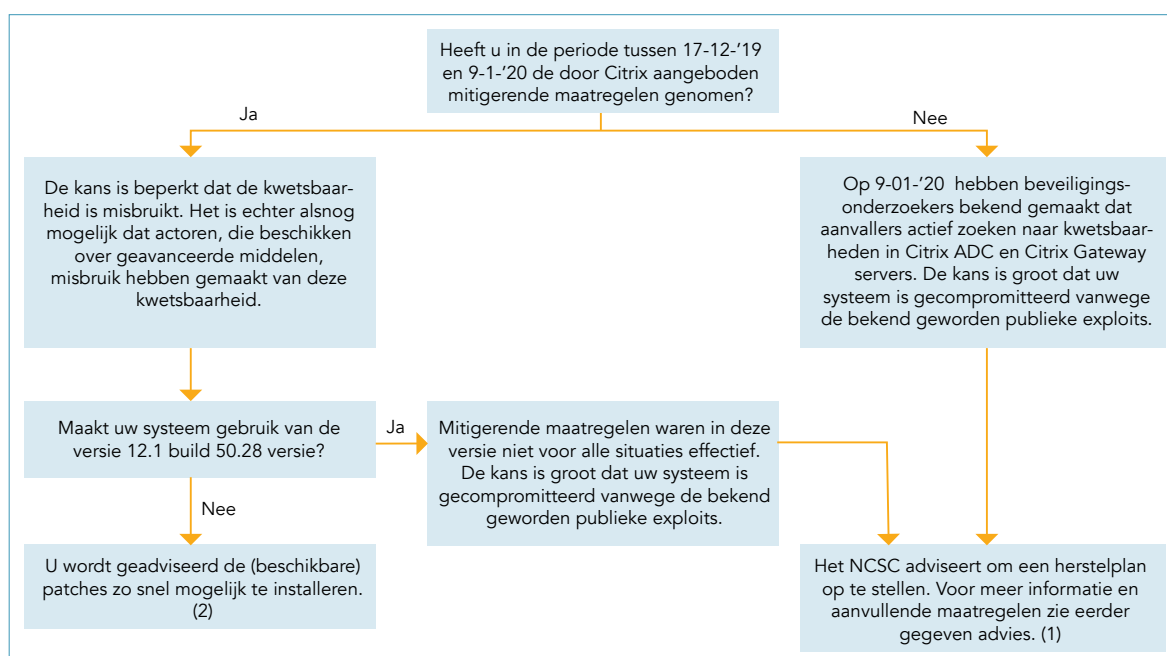 Heeft u in de periode tussen 17-12-'19
en 9-1-'20 de door Citrix aangeboden
mitigerende maatregelen genomen?
Ja
Nee
De kans is beperkt dat de kwetsbaar-
heid is misbruikt. Het is echter alsnog
mogelijk dat actoren, die beschikken
over geavanceerde middelen,
misbruik hebben gemaakt van deze
kwetsbaarheid.
Op 9-01-'20 hebben beveiligings-
onderzoekers bekend gemaakt dat
aanvallers actief zoeken naar kwetsbaar-
heden in Citrix ADC en Citrix Gateway
servers. De kans is groot dat uw
systeem is gecompromitteerd vanwege
de bekend geworden publieke exploits.
Maakt uw systeem gebruik van de
versie 12.1 build 50.28 versie?
Ja
Mitigerende maatregelen waren in deze
versie niet voor alle situaties effectief.
De kans is groot dat uw systeem is
gecompromitteerd vanwege de bekend
geworden publieke exploits.
Nee
U wordt geadviseerd de (beschikbare)
patches zo snel mogelijk te installeren.
(2)
Het NCSC adviseert om een herstelplan
op te stellen. Voor meer informatie en
aanvullende maatregelen zie eerder
gegeven advies. (1)